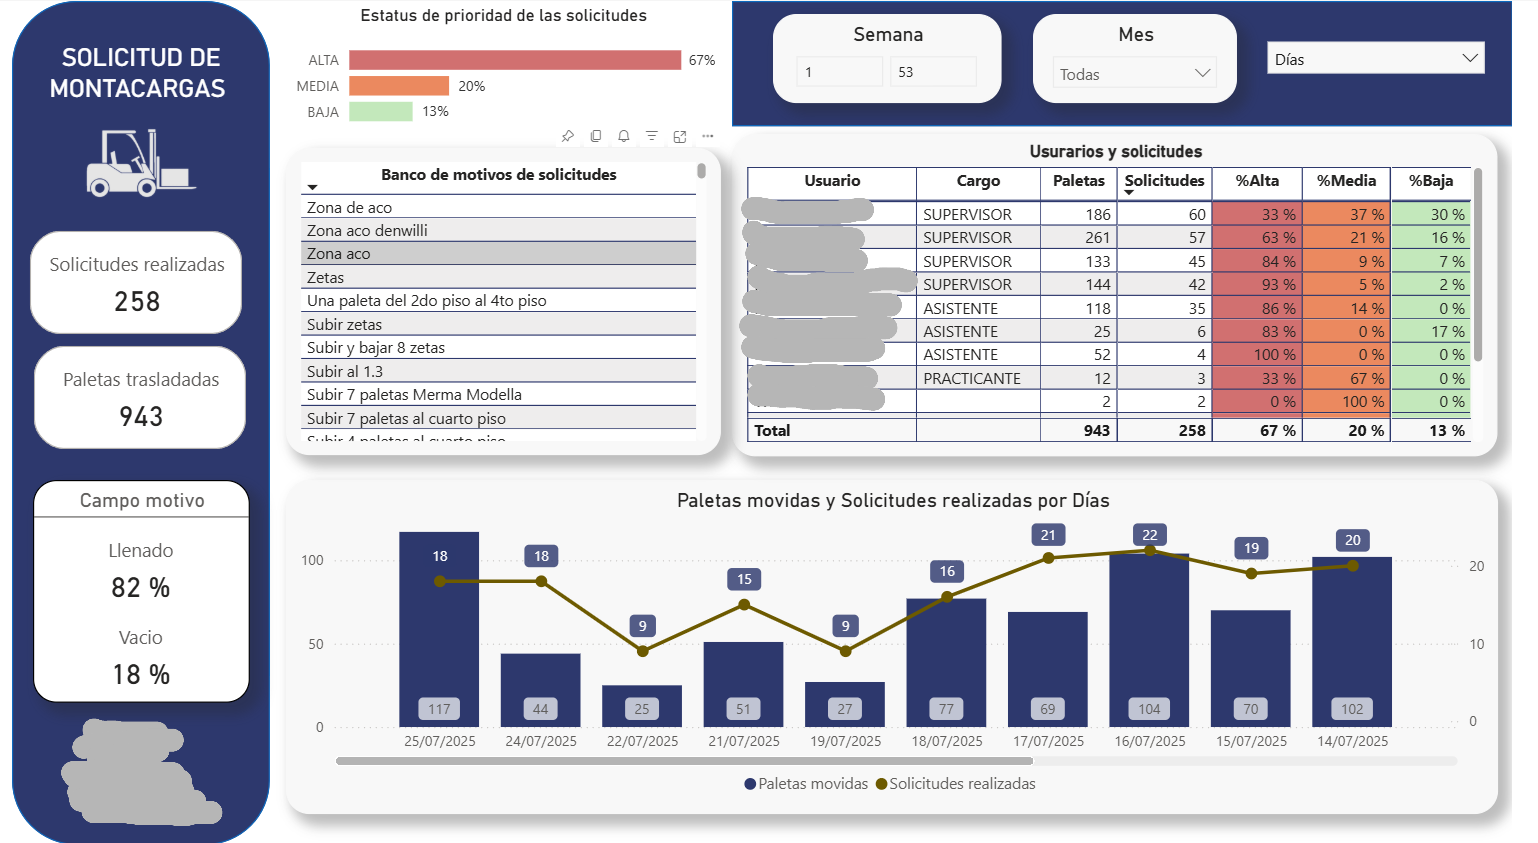 SOLICITUD DE
MONTACARGAS
Solicitudes realizadas
258
Paletas trasladadas
943
Campo motivo
Llenado
82 %
Vacio
18 %
Estatus de prioridad de las solicitudes
ALTA 67%
MEDIA 20%
BAJA 13%
Semana
1 53
Mes
Todas
Días
Banco de motivos de solicitudes
Zona de aco
Zona aco denwilli
Zona aco
Zetas
Una paleta del 2do piso al 4to piso
Subir zetas
Subir y bajar 8 zetas
Subir al 1.3
Subir 7 paletas Merma Modella
Subir 7 paletas al cuarto piso
Subir 4 paletas al cuarto piso
Usurarios y solicitudes
Usuario Cargo Paletas Solicitudes %Alta %Media %Baja
SUPERVISOR 186 60 33 % 37 % 30 %
SUPERVISOR 261 57 63 % 21 % 16 %
SUPERVISOR 133 45 84 % 9 % 7 %
SUPERVISOR 144 42 93 % 5 % 2 %
ASISTENTE 118 35 86 % 14 % 0 %
ASISTENTE 25 6 83 % 0 % 17 %
ASISTENTE 52 4 100 % 0 % 0 %
PRACTICANTE 12 3 33 % 67 % 0 %
2 2 0 % 100 % 0 %
Total 943 258 67 % 20 % 13 %
Paletas movidas y Solicitudes realizadas por Días
100
50
0
18 18 9 15 9 16 21 22 19 20
117 44 25 51 27 77 69 104 70 102
20
10
0
25/07/2025 24/07/2025 22/07/2025 21/07/2025 19/07/2025 18/07/2025 17/07/2025 16/07/2025 15/07/2025 14/07/2025
Paletas movidas Solicitudes realizadas